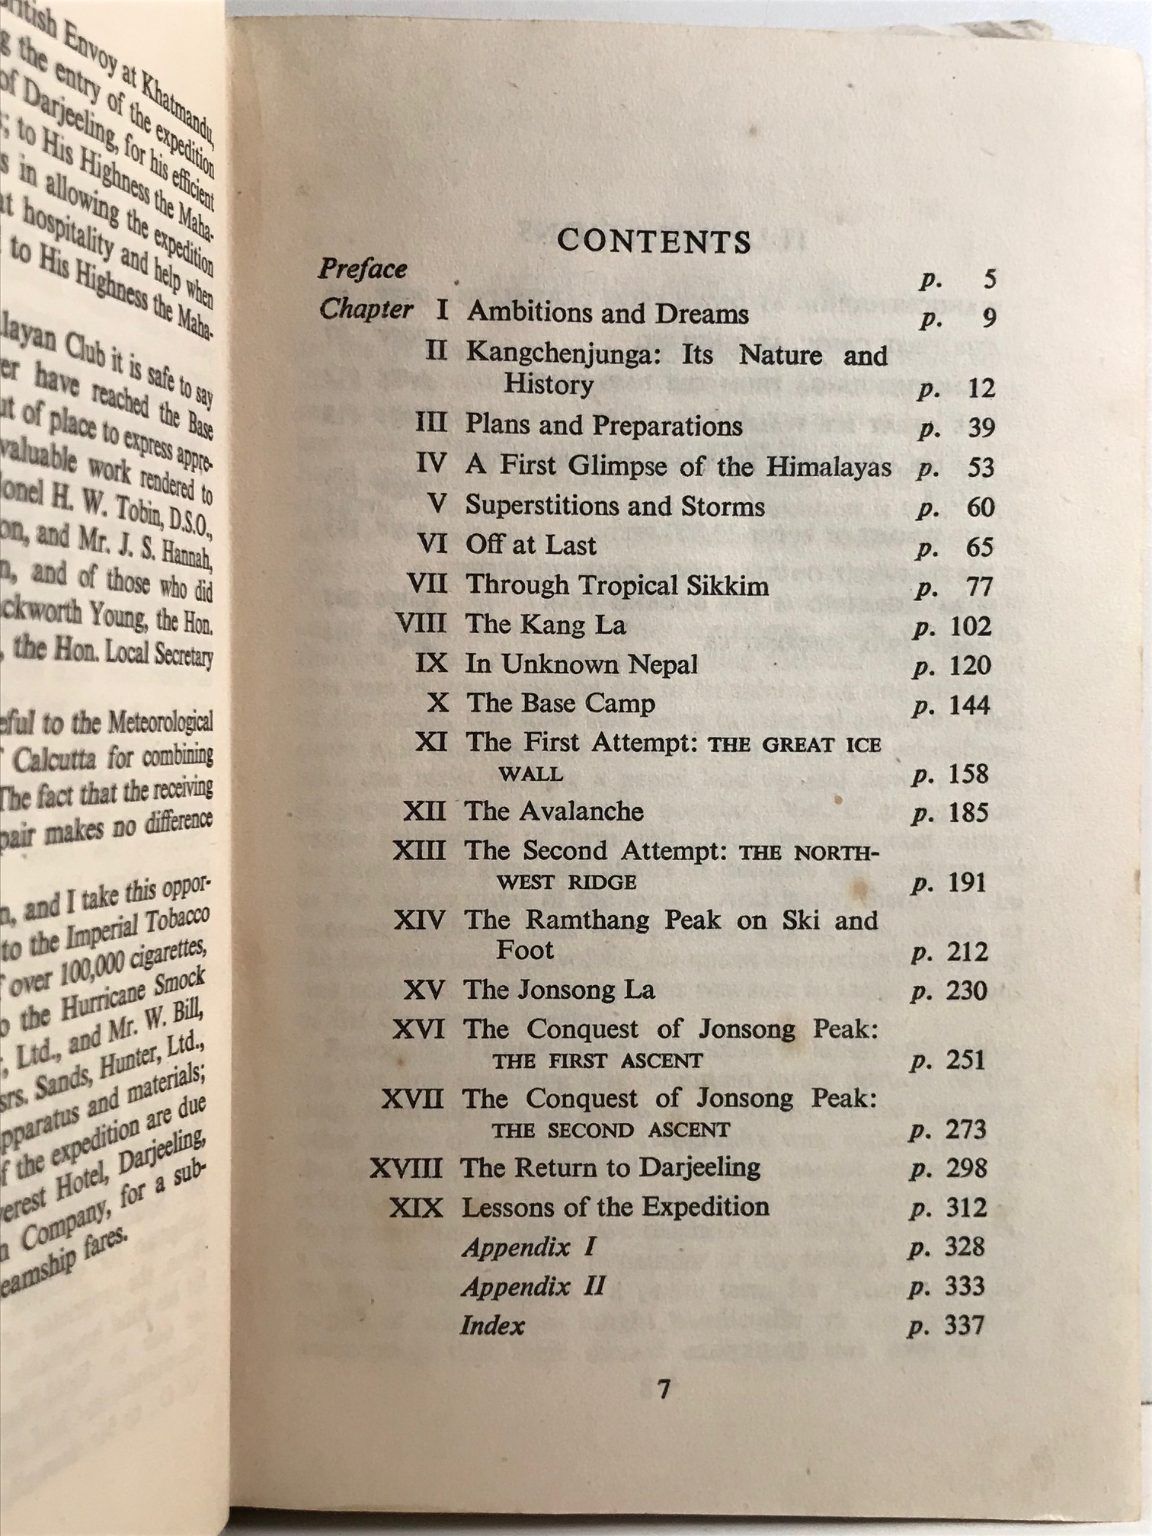 British Envoy at Khatmandu,
the entry of the expedition
of Darjeeling, for his efficient
to His Highness the Maha-
in allowing the expedition
hospitality and help when
to His Highness the Maha-
Club it is safe to say
have reached the Base
of place to express appre-
valuable work rendered to
H. W. Tobin, D.S.O.,
and Mr. J. S. Hannah,
and of those who did
Young, the Hon.
the Hon. Local Secretary
to the Meteorological
Calcutta for combining
The fact that the receiving
makes no difference
and I take this oppor-
to the Imperial Tobacco
over 100,000 cigarettes,
the Hurricane Smock
Ltd., and Mr. W. Bill,
Sands, Hunter, Ltd.,
apparatus and materials;
the expedition are due
Hotel, Darjeeling,
Company, for a sub-
fares.
CONTENTS
Preface p. 5
Chapter I Ambitions and Dreams p. 9
II Kangchenjunga: Its Nature and
History p. 12
III Plans and Preparations p. 39
IV A First Glimpse of the Himalayas p. 53
V Superstitions and Storms p. 60
VI Off at Last p. 65
VII Through Tropical Sikkim p. 77
VIII The Kang La p. 102
IX In Unknown Nepal p. 120
X The Base Camp p. 144
XI The First Attempt: THE GREAT ICE
WALL p. 158
XII The Avalanche p. 185
XIII The Second Attempt: THE NORTH-
WEST RIDGE p. 191
XIV The Ramthang Peak on Ski and
Foot p. 212
XV The Jonsong La p. 230
XVI The Conquest of Jonsong Peak:
THE FIRST ASCENT p. 251
XVII The Conquest of Jonsong Peak:
THE SECOND ASCENT p. 273
XVIII The Return to Darjeeling p. 298
XIX Lessons of the Expedition p. 312
Appendix I p. 328
Appendix II p. 333
Index p. 337
7